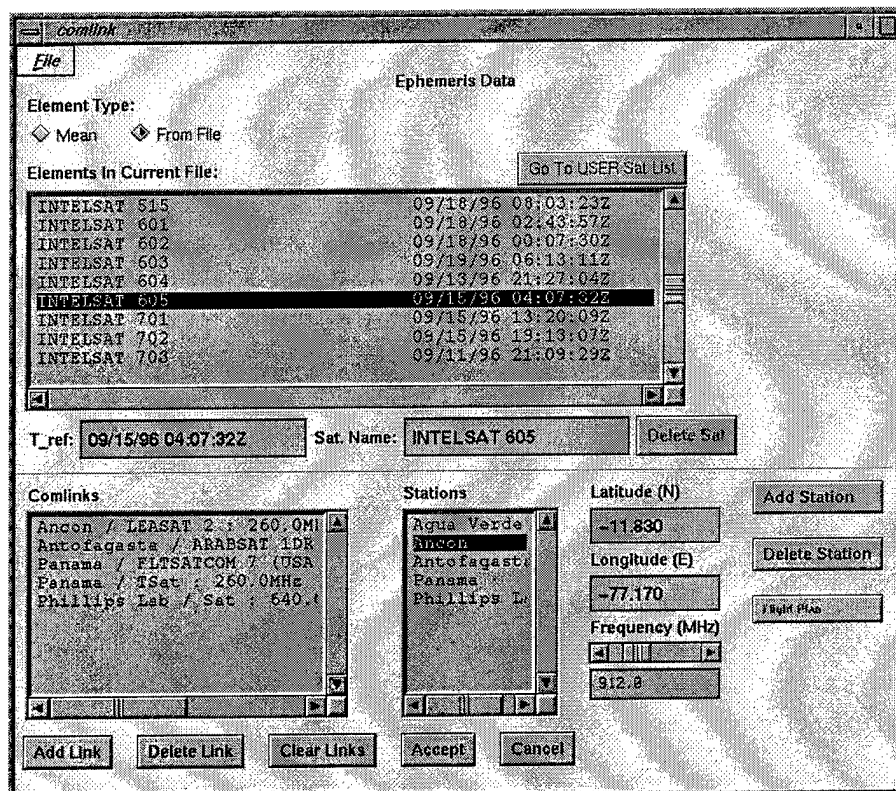 comlink
File
Ephemeris Data
Element Type:
Mean From File
Elements In Current File: Go To USER Sat List
INTELSAT 515 09/18/96 08:03:23Z
INTELSAT 601 09/18/96 02:43:57Z
INTELSAT 602 09/18/96 00:07:30Z
INTELSAT 603 09/19/96 06:13:11Z
INTELSAT 604 09/13/96 21:27:04Z
INTELSAT 605 09/15/96 04:07:32Z
INTELSAT 701 09/15/96 13:20:09Z
INTELSAT 702 09/15/96 19:13:07Z
INTELSAT 703 09/11/96 21:09:29Z
T_ref: 09/15/96 04:07:32Z Sat. Name: INTELSAT 605 Delete Sat
Comlinks
Ancon / LEASAT 2 : 260.0MH
Antofagasta / ARABSAT 1DR
Panama / FLTSATCOM 7 (USA
Panama / TSat : 260.0MHz
Phillips Lab / Sat : 640.0
Stations
Agua Verde
Ancon
Antofagasta
Panama
Phillips La
Latitude (N)
-11.830
Longitude (E)
-77.170
Frequency (MHz)
912.0
Add Station
Delete Station
Flight Plan
Add Link Delete Link Clear Links Accept Cancel